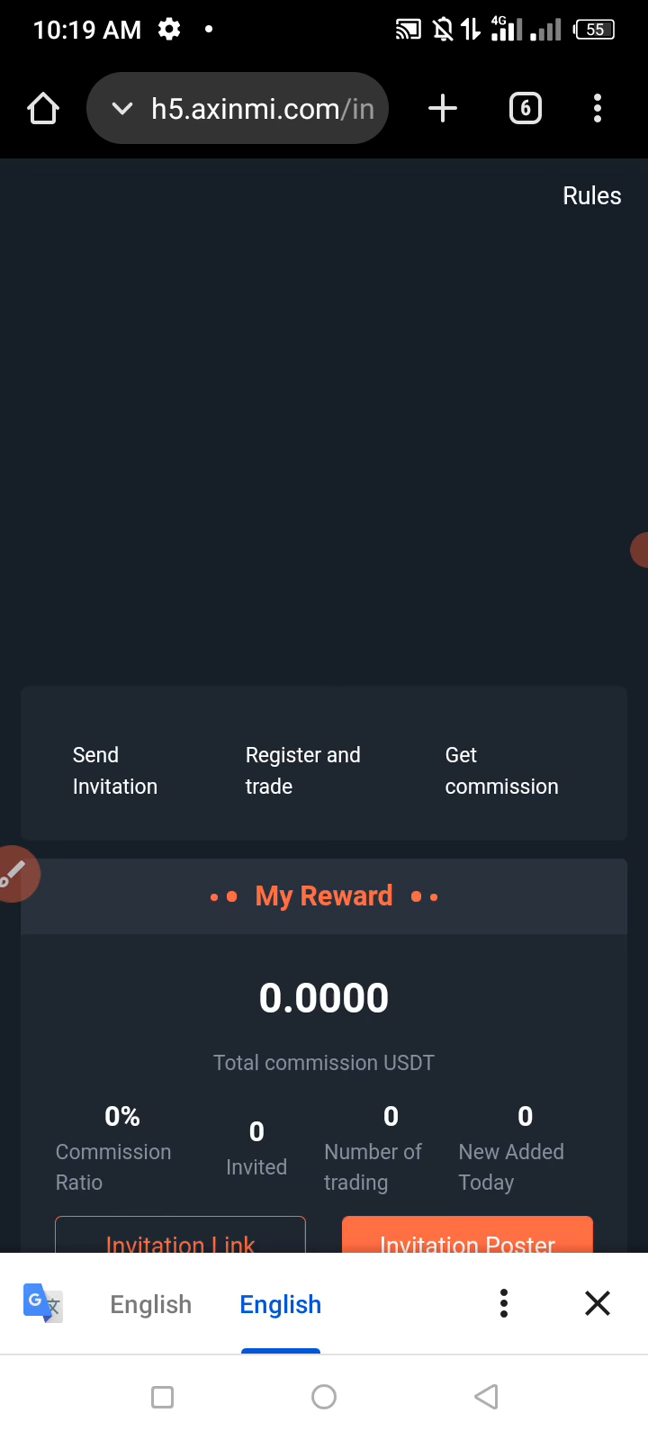 10:19 AM
4G
55
h5.axinmi.com/in
6
Rules
Send
Invitation
Register and
trade
Get
commission
My Reward
0.0000
Total commission USDT
0%
Commission
Ratio
0
Invited
0
Number of
trading
0
New Added
Today
Invitation Link
Invitation Poster
G
English
English